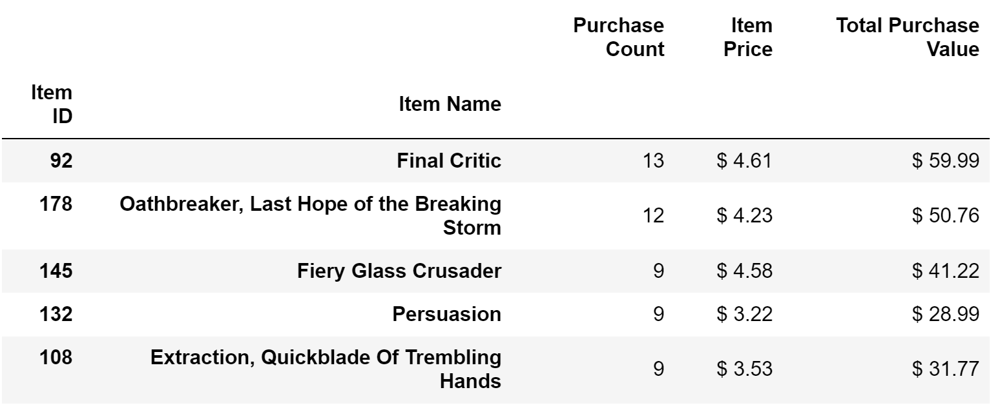 Purchase Count Item Price Total Purchase Value
Item ID Item Name
92 Final Critic 13 $ 4.61 $ 59.99
178 Oathbreaker, Last Hope of the Breaking Storm 12 $ 4.23 $ 50.76
145 Fiery Glass Crusader 9 $ 4.58 $ 41.22
132 Persuasion 9 $ 3.22 $ 28.99
108 Extraction, Quickblade Of Trembling Hands 9 $ 3.53 $ 31.77